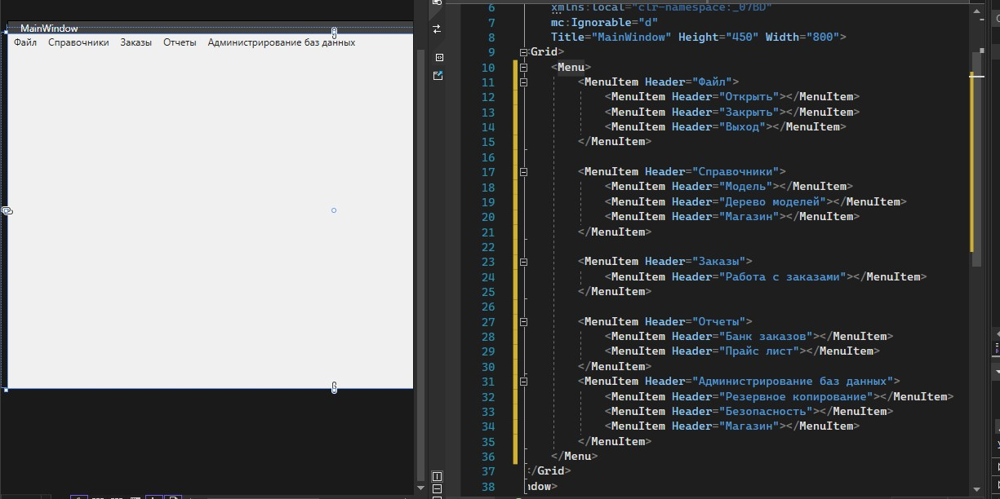 MainWindow
Файл Справочники Заказы Отчеты Администрирование баз данных
6 xmlns:local="clr-namespace:_07BD"
7 mc:Ignorable="d"
8 Title="MainWindow" Height="450" Width="800">
9 Grid>
10 <Menu>
11 <MenuItem Header="Файл">
12 <MenuItem Header="Открыть"></MenuItem>
13 <MenuItem Header="Закрыть"></MenuItem>
14 <MenuItem Header="Выход"></MenuItem>
15 </MenuItem>
16
17 <MenuItem Header="Справочники">
18 <MenuItem Header="Модель"></MenuItem>
19 <MenuItem Header="Дерево моделей"></MenuItem>
20 <MenuItem Header="Магазин"></MenuItem>
21 </MenuItem>
22
23 <MenuItem Header="Заказы">
24 <MenuItem Header="Работа с заказами"></MenuItem>
25 </MenuItem>
26
27 <MenuItem Header="Отчеты">
28 <MenuItem Header="Банк заказов"></MenuItem>
29 <MenuItem Header="Прайс лист"></MenuItem>
30 </MenuItem>
31 <MenuItem Header="Администрирование баз данных">
32 <MenuItem Header="Резервное копирование"></MenuItem>
33 <MenuItem Header="Безопасность"></MenuItem>
34 <MenuItem Header="Магазин"></MenuItem>
35 </MenuItem>
36 </Menu>
37 /Grid>
38 ndow>